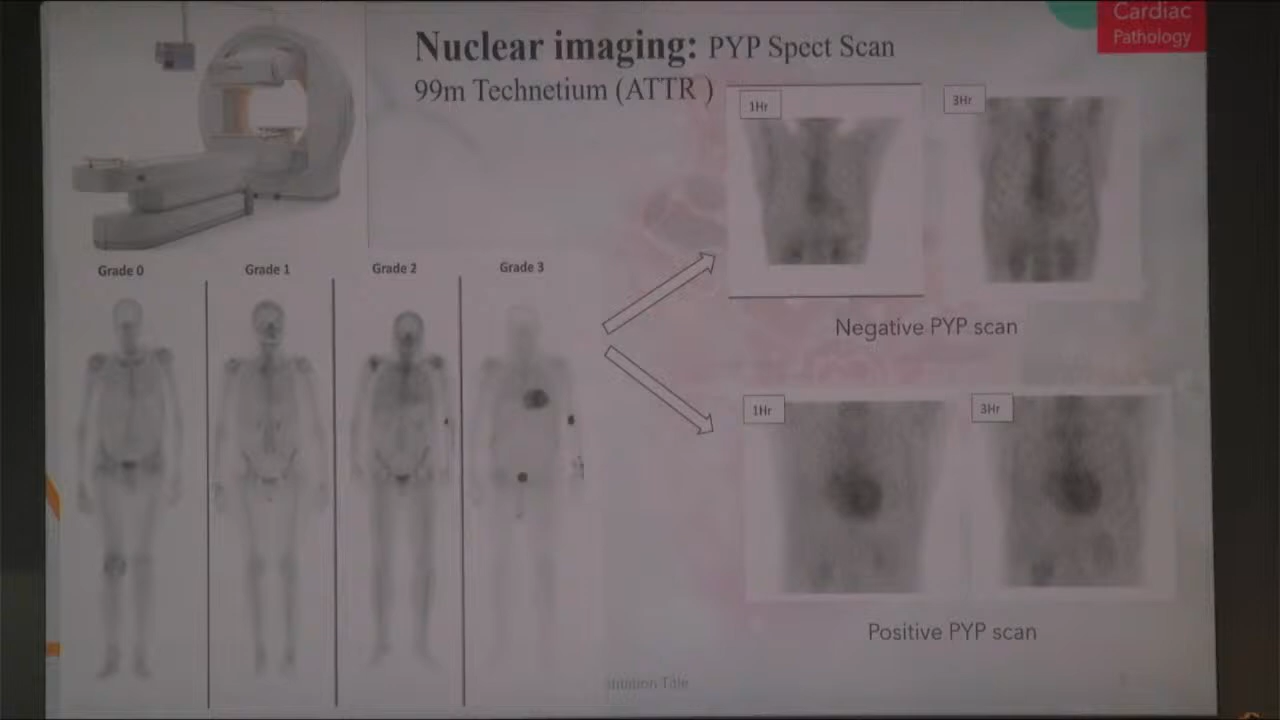 Cardiac
Pathology
Nuclear imaging: PYP Spect Scan
99m Technetium (ATTR )
1Hr
3Hr
Grade 0
Grade 1
Grade 2
Grade 3
Negative PYP scan
1Hr
3Hr
Positive PYP scan